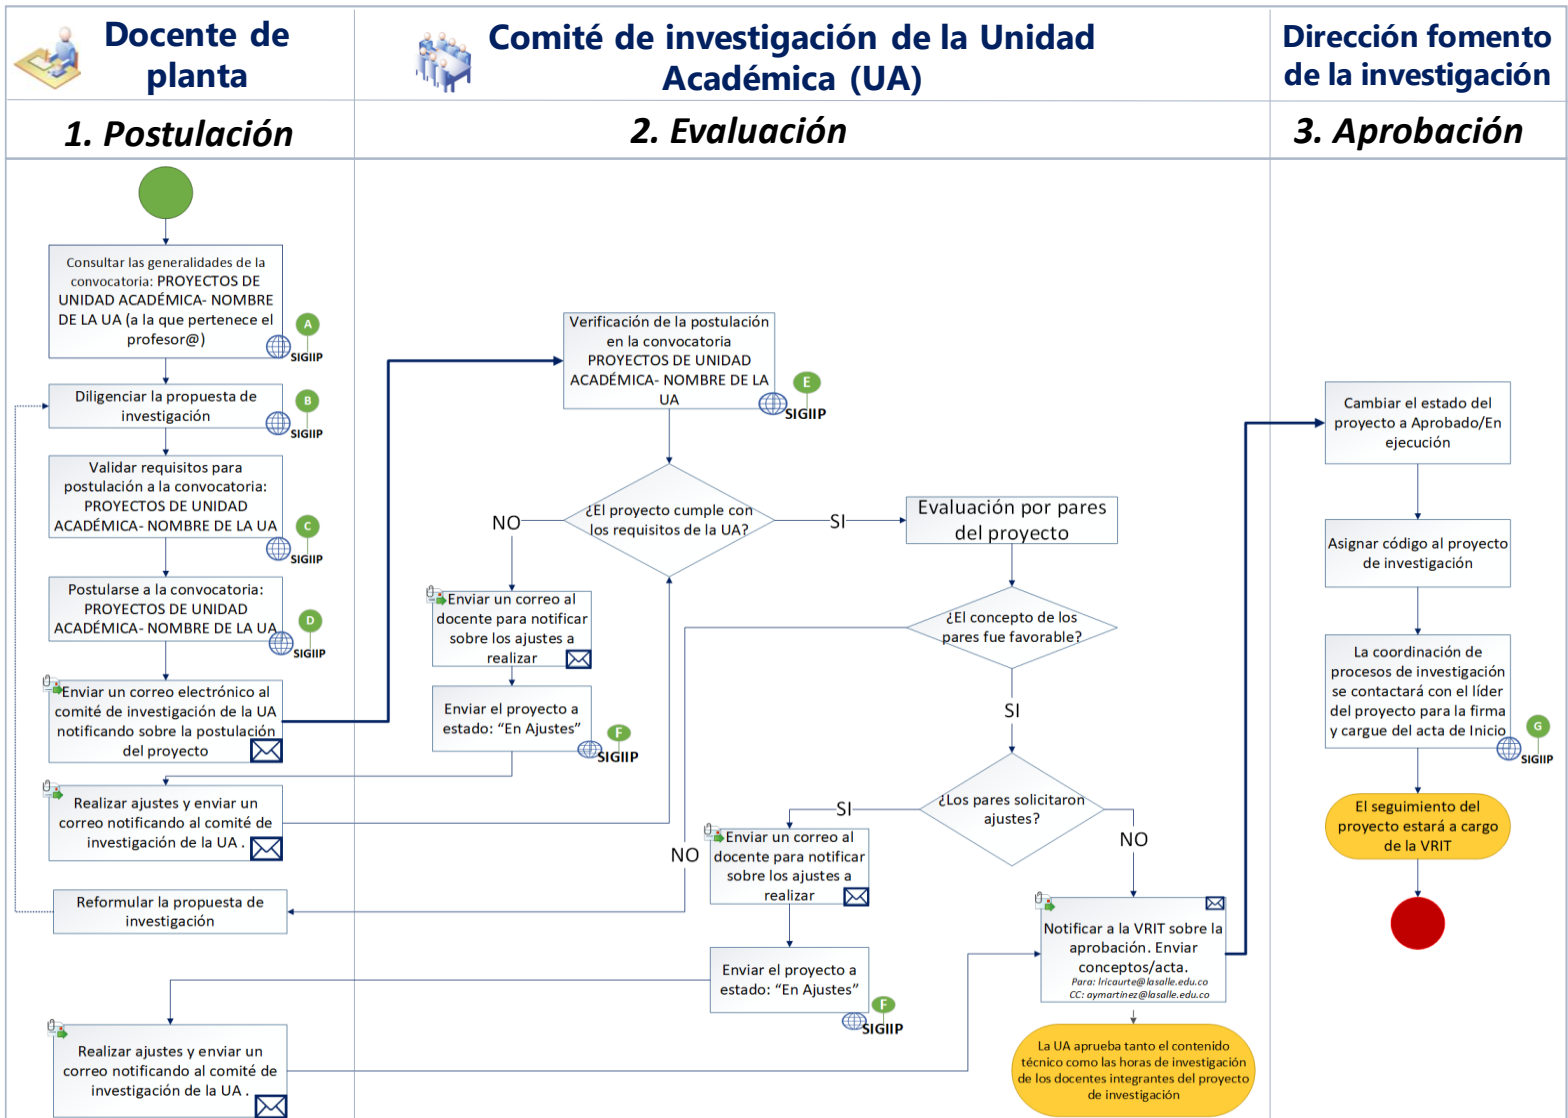 Docente de
planta
Comité de investigación de la Unidad
Académica (UA)
Dirección fomento
de la investigación
1. Postulación
2. Evaluación
3. Aprobación
Consultar las generalidades de la
convocatoria: PROYECTOS DE
UNIDAD ACADÉMICA- NOMBRE
DE LA UA (a la que pertenece el
profesor@)
A
SIGIIP
Diligenciar la propuesta de
investigación
B
SIGIIP
Validar requisitos para
postulación a la convocatoria:
PROYECTOS DE UNIDAD
ACADÉMICA- NOMBRE DE LA UA
C
SIGIIP
Postularse a la convocatoria:
PROYECTOS DE UNIDAD
ACADÉMICA- NOMBRE DE LA UA
D
SIGIIP
Enviar un correo electrónico al
comité de investigación de la UA
notificando sobre la postulación
del proyecto
Realizar ajustes y enviar un
correo notificando al comité de
investigación de la UA .
Reformular la propuesta de
investigación
Realizar ajustes y enviar un
correo notificando al comité de
investigación de la UA .
Verificación de la postulación
en la convocatoria
PROYECTOS DE UNIDAD
ACADÉMICA- NOMBRE DE LA
UA
E
SIGIIP
¿El proyecto cumple con
los requisitos de la UA?
NO
SI
Enviar un correo al
docente para notificar
sobre los ajustes a
realizar
Enviar el proyecto a
estado: “En Ajustes”
F
SIGIIP
Evaluación por pares
del proyecto
¿El concepto de los
pares fue favorable?
NO
SI
¿Los pares solicitaron
ajustes?
SI
NO
Enviar un correo al
docente para notificar
sobre los ajustes a
realizar
Enviar el proyecto a
estado: “En Ajustes”
F
SIGIIP
Notificar a la VRIT sobre la
aprobación. Enviar
conceptos/acta.
Para: lricaurte@lasalle.edu.co
CC: aymartinez@lasalle.edu.co
La UA aprueba tanto el contenido
técnico como las horas de investigación
de los docentes integrantes del proyecto
de investigación
Cambiar el estado del
proyecto a Aprobado/En
ejecución
Asignar código al proyecto
de investigación
La coordinación de
procesos de investigación
se contactará con el líder
del proyecto para la firma
y cargue del acta de Inicio
G
SIGIIP
El seguimiento del
proyecto estará a cargo
de la VRIT